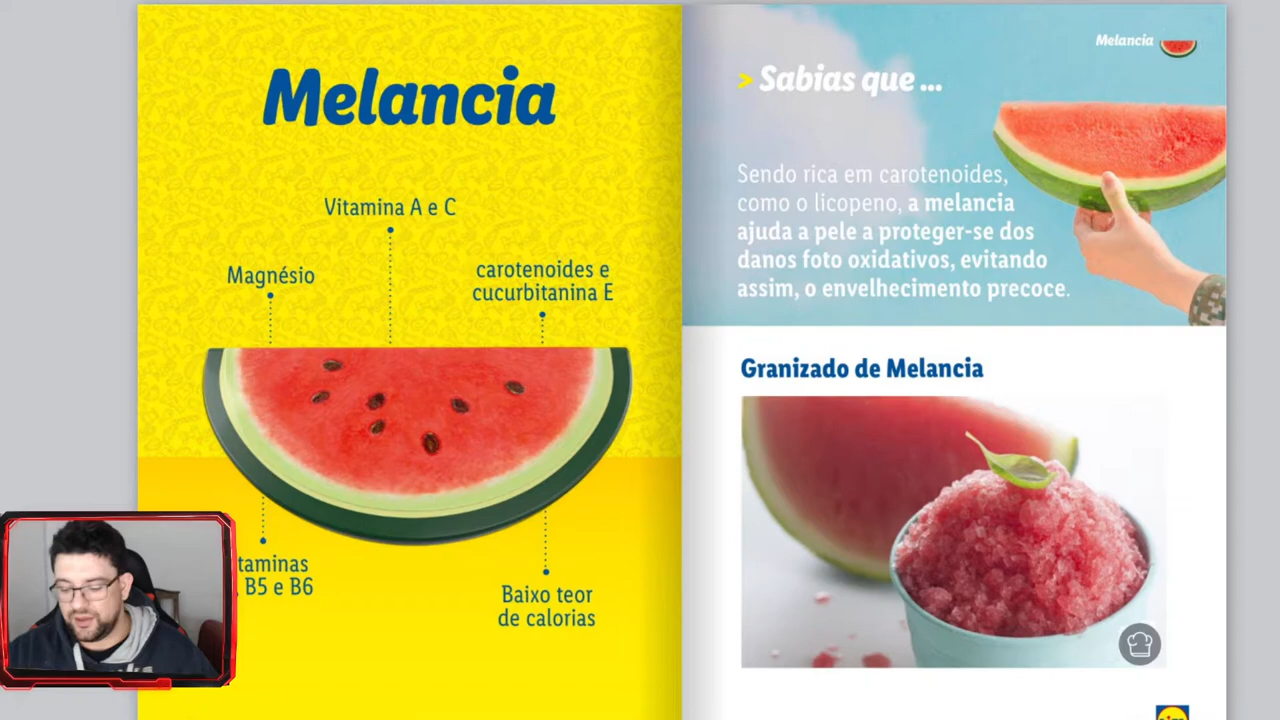 Melancia
Vitamina A e C
Magnésio
carotenoides e
cucurbitanina E
B5 e B6
Baixo teor
de calorias
Melancia
> Sabias que ...
Sendo rica em carotenoides,
como o licopeno, a melancia
ajuda a pele a proteger-se dos
danos foto oxidativos, evitando
assim, o envelhecimento precoce.
Granizado de Melancia